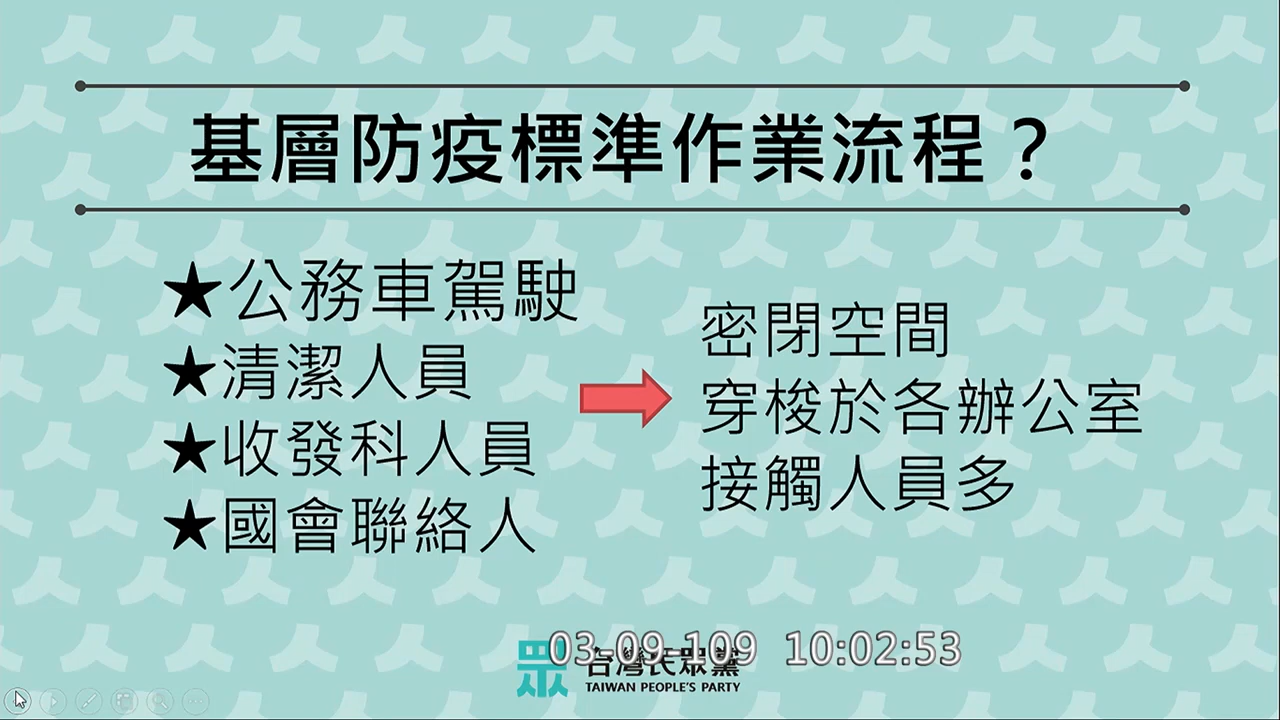 基層防疫標準作業流程？
★公務車駕駛
★清潔人員
★收發科人員
★國會聯絡人
密閉空間
穿梭於各辦公室
接觸人員多
03-09-109 10:02:53
眾 台灣民眾黨
TAIWAN PEOPLE'S PARTY